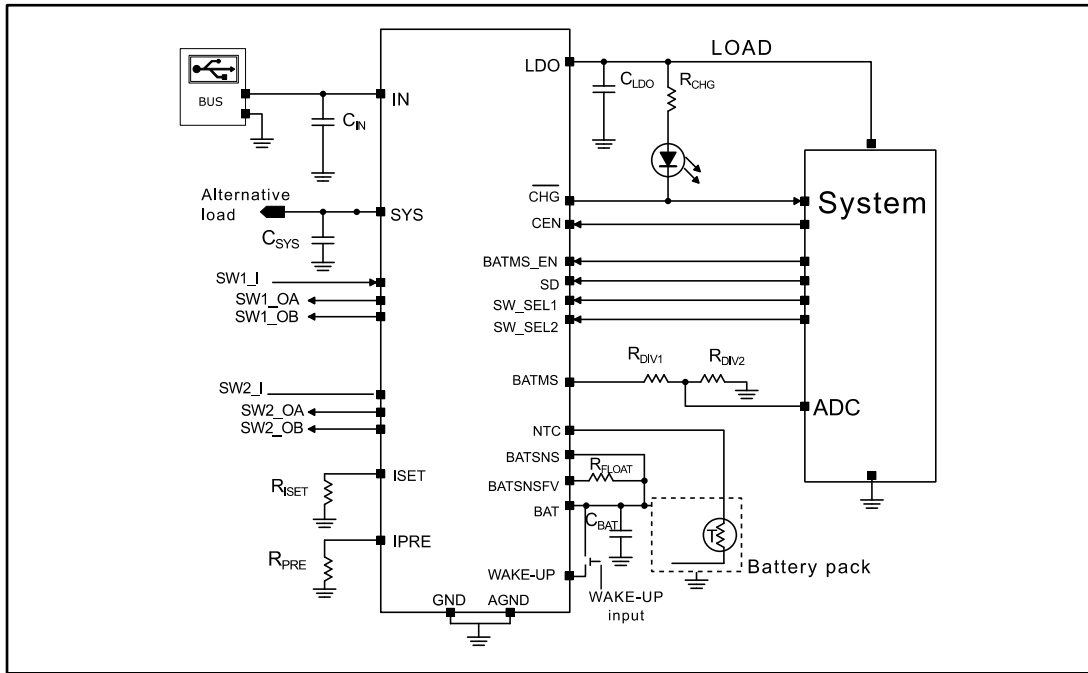 BUS
IN
C_IN
Alternative
load
SYS
C_SYS
SW1_I
SW1_OA
SW1_OB
SW2_I
SW2_OA
SW2_OB
R_ISET
ISET
R_PRE
IPRE
GND
AGND
LDO
LOAD
C_LDO
R_CHG
CHG
CEN
BATMS_EN
SD
SW_SEL1
SW_SEL2
BATMS
R_DIV1
R_DIV2
NTC
BATSNS
R_FLOAT
BATSNSFV
BAT
C_BAT
WAKE-UP
WAKE-UP
input
T
Battery pack
System
ADC